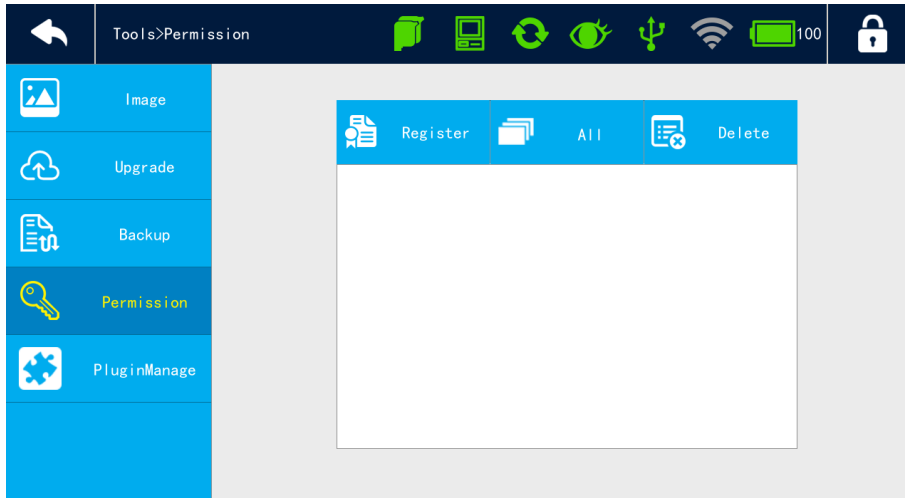 Tools>Permission
100
Image
Upgrade
Backup
Permission
PluginManage
Register
All
Delete